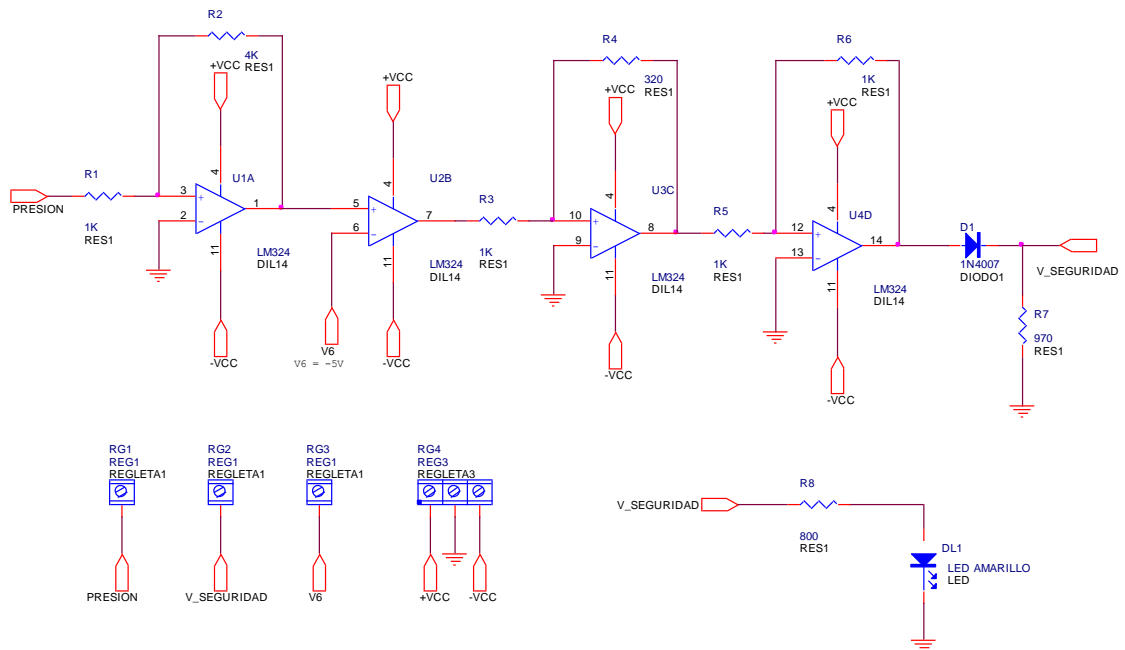 R2
4K
RES1
+VCC
4
R1
1K
RES1
PRESION
3
2
+
-
1
U1A
11
LM324
DIL14
-VCC
+VCC
4
U2B
5
6
+
-
7
11
LM324
DIL14
V6
V6 = -5V
-VCC
R3
1K
RES1
R4
320
RES1
+VCC
4
U3C
10
9
+
-
8
11
LM324
DIL14
-VCC
R5
1K
RES1
R6
1K
RES1
+VCC
4
U4D
12
13
+
-
14
11
LM324
DIL14
-VCC
D1
1N4007
DIODO1
V_SEGURIDAD
R7
970
RES1
RG1
REG1
REGLETA1
PRESION
RG2
REG1
REGLETA1
V_SEGURIDAD
RG3
REG1
REGLETA1
V6
RG4
REG3
REGLETA3
+VCC
-VCC
V_SEGURIDAD
R8
800
RES1
DL1
LED AMARILLO
LED